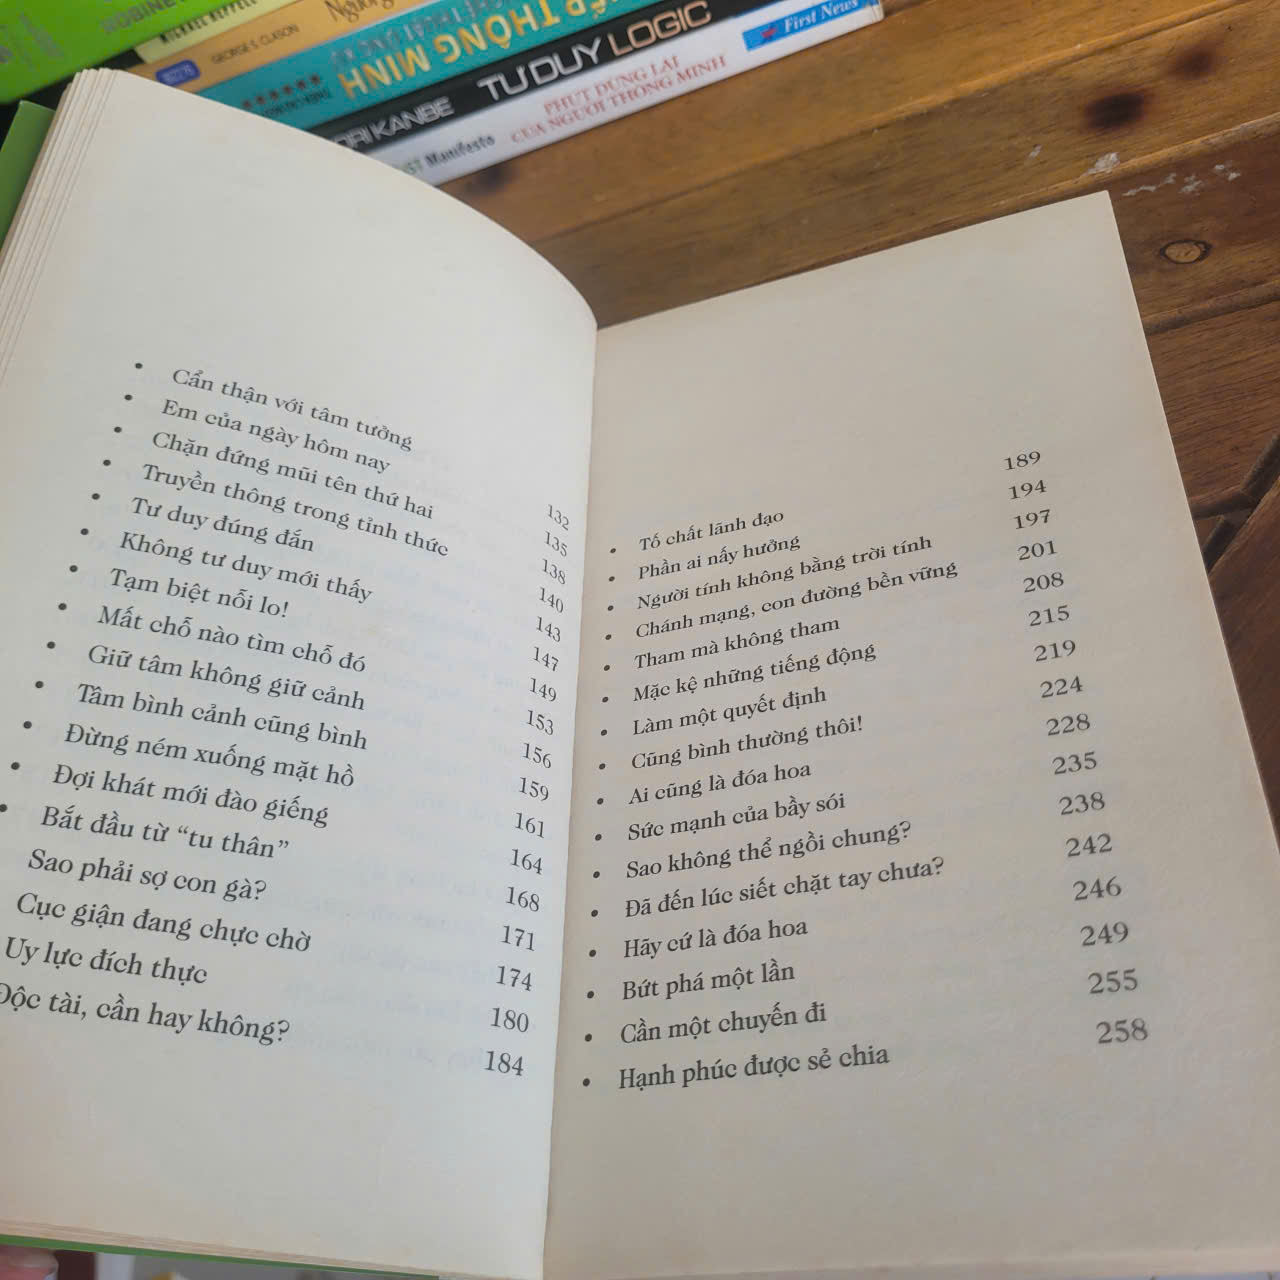 ROBINET
GEORGE S. CLASON
THÔNG MINH
ORI KANBE TƯ DUY LOGIC
Manifesto PHÚT DỪNG LẠI CỦA NGƯỜI THÔNG MINH First News
• Cẩn thận với tâm tưởng 132
• Em của ngày hôm nay 135
• Chặn đứng mũi tên thứ hai 138
• Truyền thông trong tỉnh thức 140
• Tư duy đúng đắn 143
• Không tư duy mới thấy 147
• Tạm biệt nỗi lo! 149
• Mất chỗ nào tìm chỗ đó 153
• Giữ tâm không giữ cảnh 156
• Tâm bình cảnh cũng bình 159
• Đừng ném xuống mặt hồ 161
• Đợi khát mới đào giếng 164
• Bắt đầu từ “tu thân” 168
Sao phải sợ con gà? 171
Cục giận đang chực chờ 174
Uy lực đích thực 180
Độc tài, cần hay không? 184
• Tố chất lãnh đạo 189
• Phần ai nấy hưởng 194
• Người tính không bằng trời tính 197
• Chánh mạng, con đường bền vững 201
• Tham mà không tham 208
• Mặc kệ những tiếng động 215
• Làm một quyết định 219
• Cũng bình thường thôi! 224
• Ai cũng là đóa hoa 228
• Sức mạnh của bầy sói 235
• Sao không thể ngồi chung? 238
• Đã đến lúc siết chặt tay chưa? 242
• Hãy cứ là đóa hoa 246
• Bứt phá một lần 249
• Cần một chuyến đi 255
• Hạnh phúc được sẻ chia 258